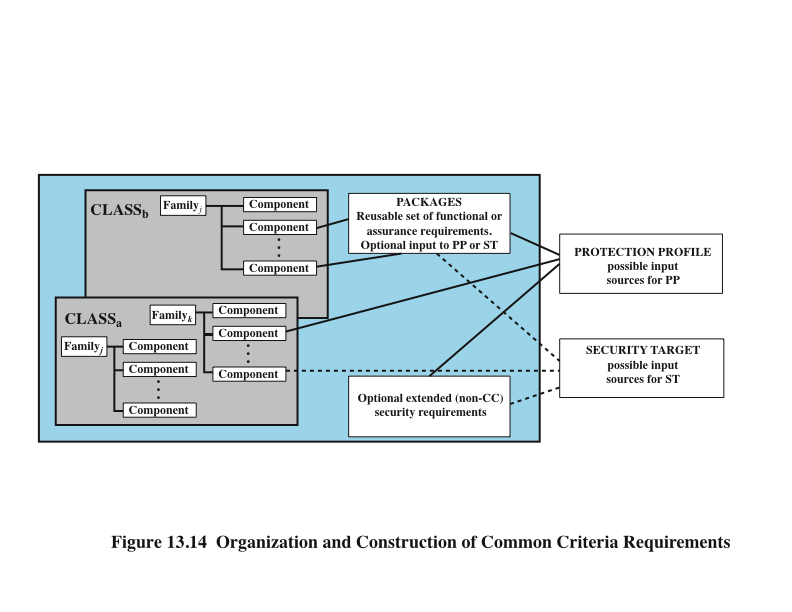 CLASSb
Familyj
Component
Component
Component
PACKAGES
Reusable set of functional or
assurance requirements.
Optional input to PP or ST
PROTECTION PROFILE
possible input
sources for PP
CLASSa
Familyk
Component
Component
Component
Familyj
Component
Component
Component
SECURITY TARGET
possible input
sources for ST
Optional extended (non-CC)
security requirements
Figure 13.14 Organization and Construction of Common Criteria Requirements